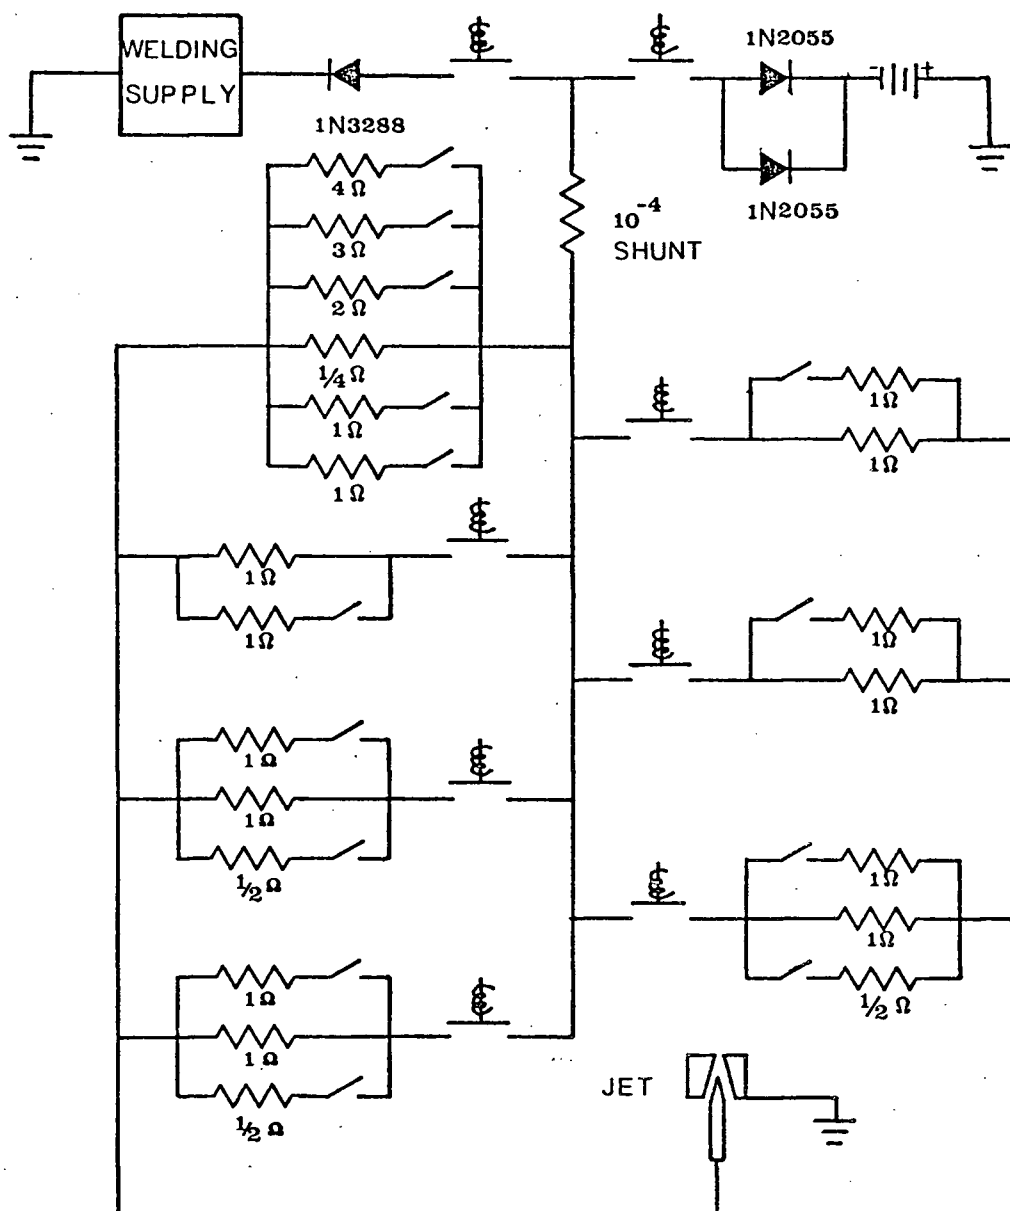 WELDING
SUPPLY
1N3288
1N2055
- +
1N2055
10⁻⁴
SHUNT
4 Ω
3 Ω
2 Ω
1/4 Ω
1 Ω
1 Ω
1 Ω
1 Ω
1 Ω
1 Ω
1 Ω
1 Ω
1/2 Ω
1 Ω
1 Ω
1/2 Ω
1 Ω
1 Ω
1 Ω
1 Ω
1/2 Ω
JET